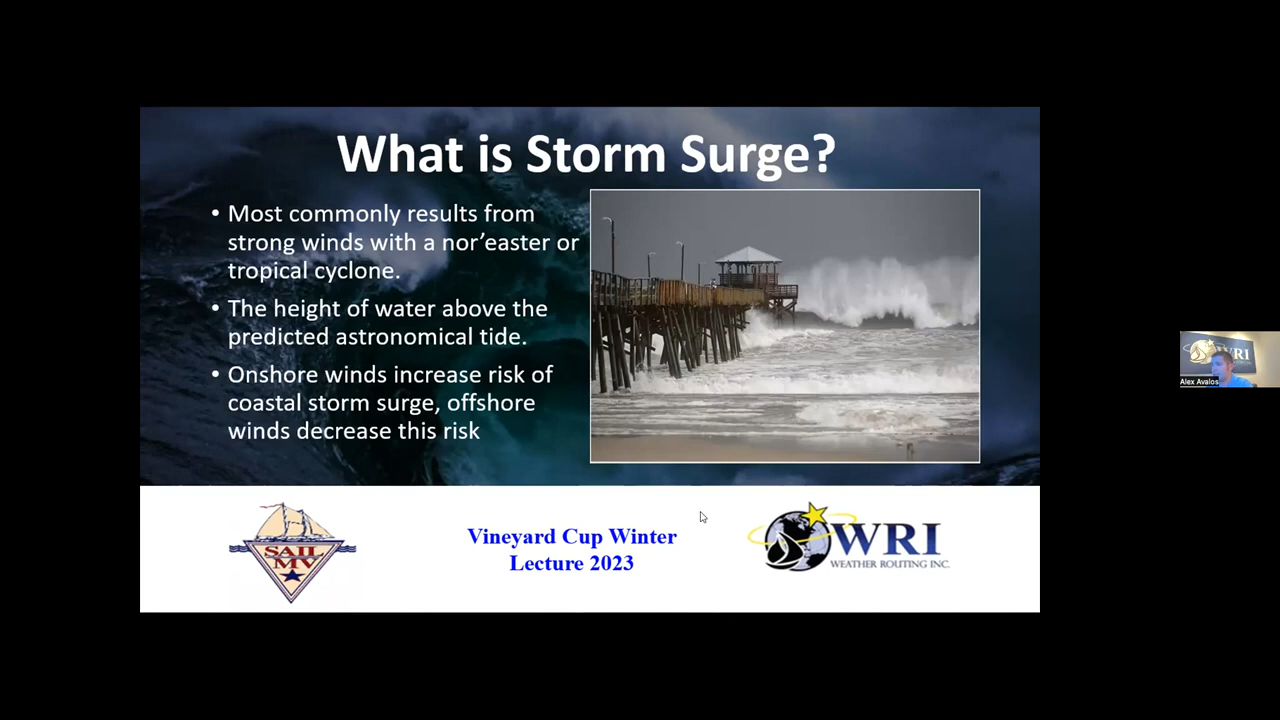 What is Storm Surge?
• Most commonly results from
strong winds with a nor’easter or
tropical cyclone.
• The height of water above the
predicted astronomical tide.
• Onshore winds increase risk of
coastal storm surge, offshore
winds decrease this risk
WRI
Alex Avalos
SAIL
MV
Vineyard Cup Winter
Lecture 2023
WRI
WEATHER ROUTING INC.